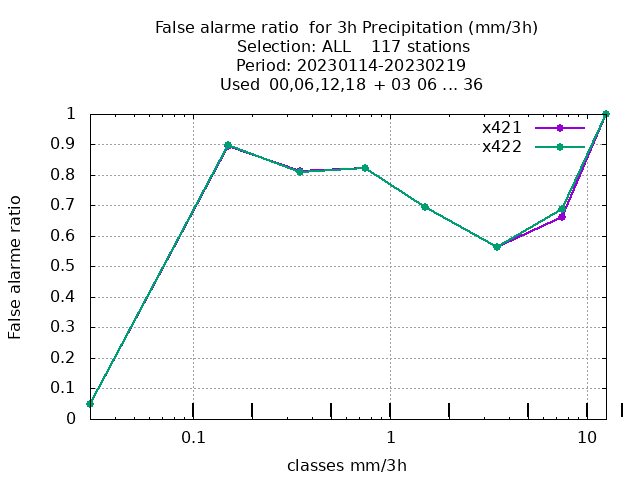 False alarme ratio  for 3h Precipitation (mm/3h)
Selection: ALL    117 stations
Period: 20230114-20230219
Used  00,06,12,18  + 03 06 ... 36
x421
x422
1
0.9
0.8
0.7
0.6
0.5
0.4
0.3
0.2
0.1
0
False alarme ratio
0.1
1
10
classes mm/3h